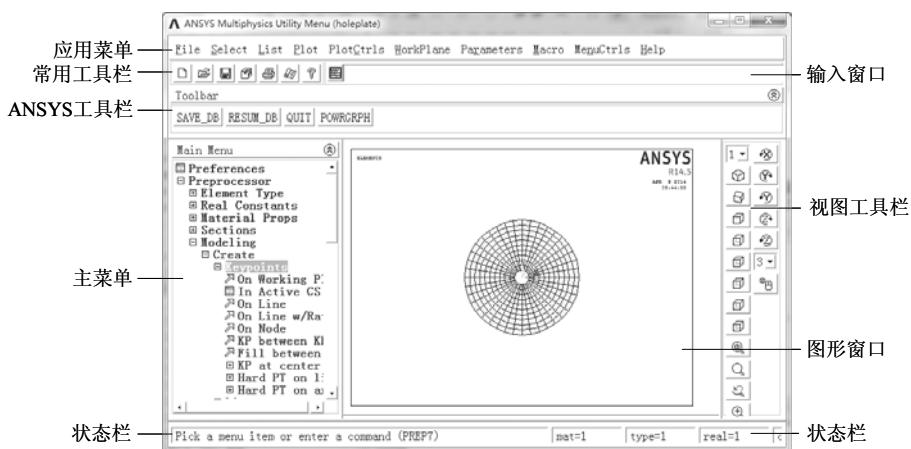 ANSYS Multiphysics Utility Menu (holeplate)
应用菜单
File Select List Plot PlotCtrls WorkPlane Parameters Macro MenuCtrls Help
常用工具栏
输入窗口
Toolbar
ANSYS工具栏
SAVE_DB RESUM_DB QUIT POWRGRPH
Main Menu
Preferences
Preprocessor
Element Type
Real Constants
Material Props
Sections
Modeling
Create
Keypoints
On Working P
In Active CS
On Line
On Line w/Ra
On Node
KP between KP
Fill between
KP at center
Hard PT on li
Hard PT on a
主菜单
ELEMENTS
ANSYS
R14.5
1
3
视图工具栏
图形窗口
状态栏
Pick a menu item or enter a command (PREP7)
mat=1
type=1
real=1
状态栏